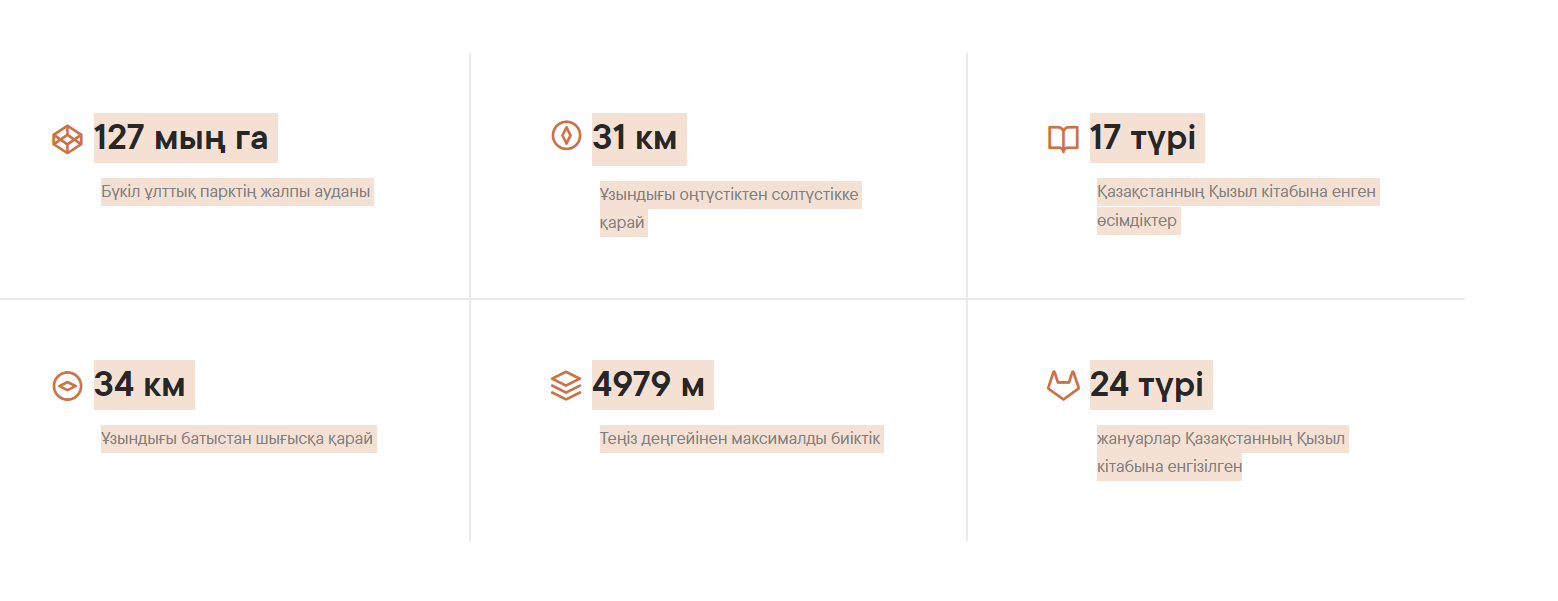 127 мың га
Бүкіл ұлттық парктің жалпы ауданы
31 км
Ұзындығы оңтүстіктен солтүстікке
қарай
17 түрі
Қазақстанның Қызыл кітабына енген
өсімдіктер
34 км
Ұзындығы батыстан шығысқа қарай
4979 м
Теңіз деңгейінен максималды биіктік
24 түрі
жануарлар Қазақстанның Қызыл
кітабына енгізілген